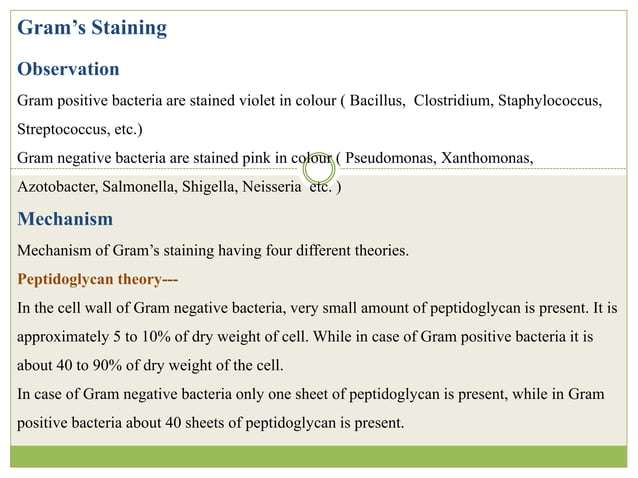 Gram’s Staining
Observation
Gram positive bacteria are stained violet in colour ( Bacillus, Clostridium, Staphylococcus,
Streptococcus, etc.)
Gram negative bacteria are stained pink in colour ( Pseudomonas, Xanthomonas,
Azotobacter, Salmonella, Shigella, Neisseria etc. )
Mechanism
Mechanism of Gram’s staining having four different theories.
Peptidoglycan theory---
In the cell wall of Gram negative bacteria, very small amount of peptidoglycan is present. It is
approximately 5 to 10% of dry weight of cell. While in case of Gram positive bacteria it is
about 40 to 90% of dry weight of the cell.
In case of Gram negative bacteria only one sheet of peptidoglycan is present, while in Gram
positive bacteria about 40 sheets of peptidoglycan is present.